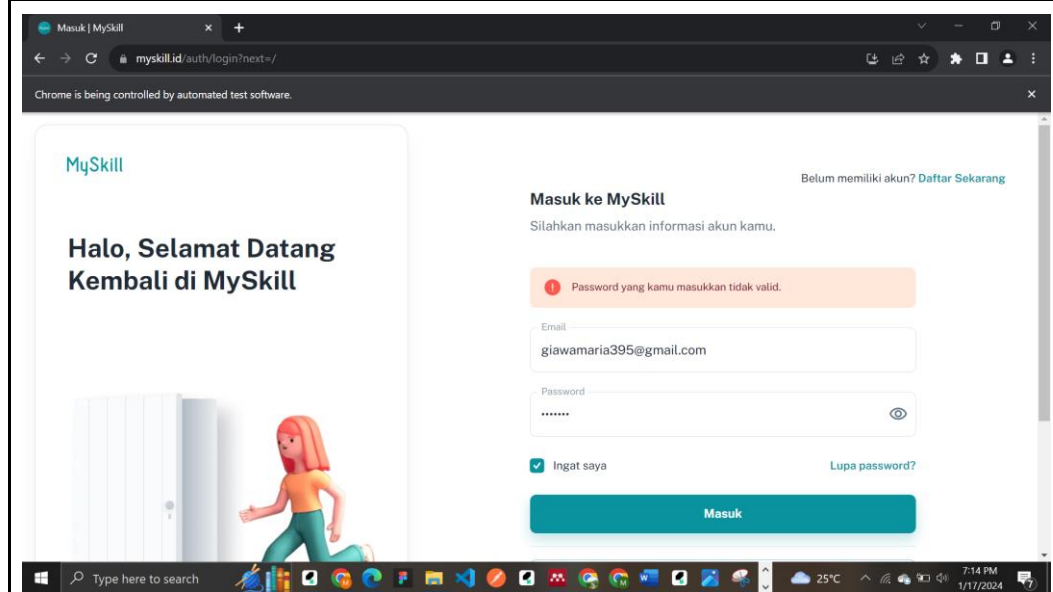 Masuk | MySkill
myskill.id/auth/login?next=/
Chrome is being controlled by automated test software.
MySkill
Halo, Selamat Datang
Kembali di MySkill
Belum memiliki akun? Daftar Sekarang
Masuk ke MySkill
Silahkan masukkan informasi akun kamu.
Password yang kamu masukkan tidak valid.
Email
giawamaria395@gmail.com
Password
Ingat saya
Lupa password?
Masuk
Type here to search
25°C
7:14 PM
1/17/2024